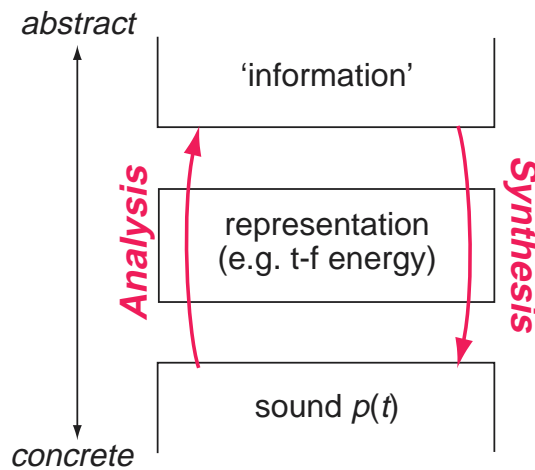 abstract
‘information’
Analysis
Synthesis
representation
(e.g. t-f energy)
sound p(t)
concrete